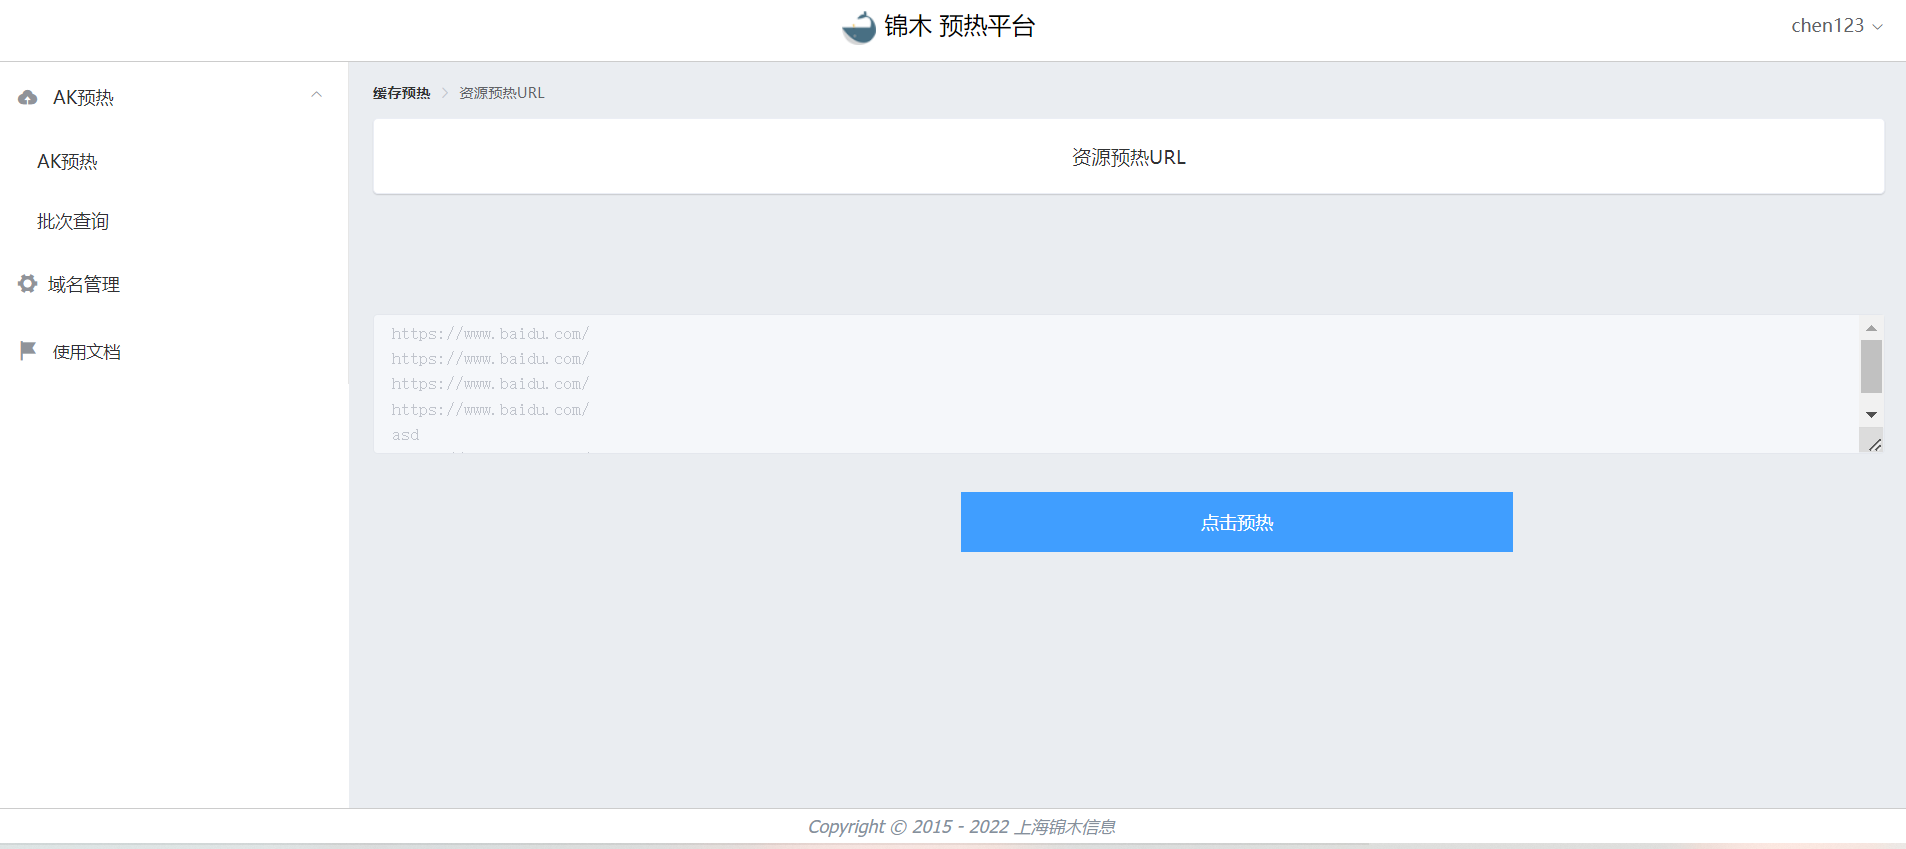 锦木 预热平台
chen123
AK预热
AK预热
批次查询
域名管理
使用文档
缓存预热 资源预热URL
资源预热URL
https://www.baidu.com/
https://www.baidu.com/
https://www.baidu.com/
https://www.baidu.com/
asd
点击预热
Copyright © 2015 - 2022 上海锦木信息